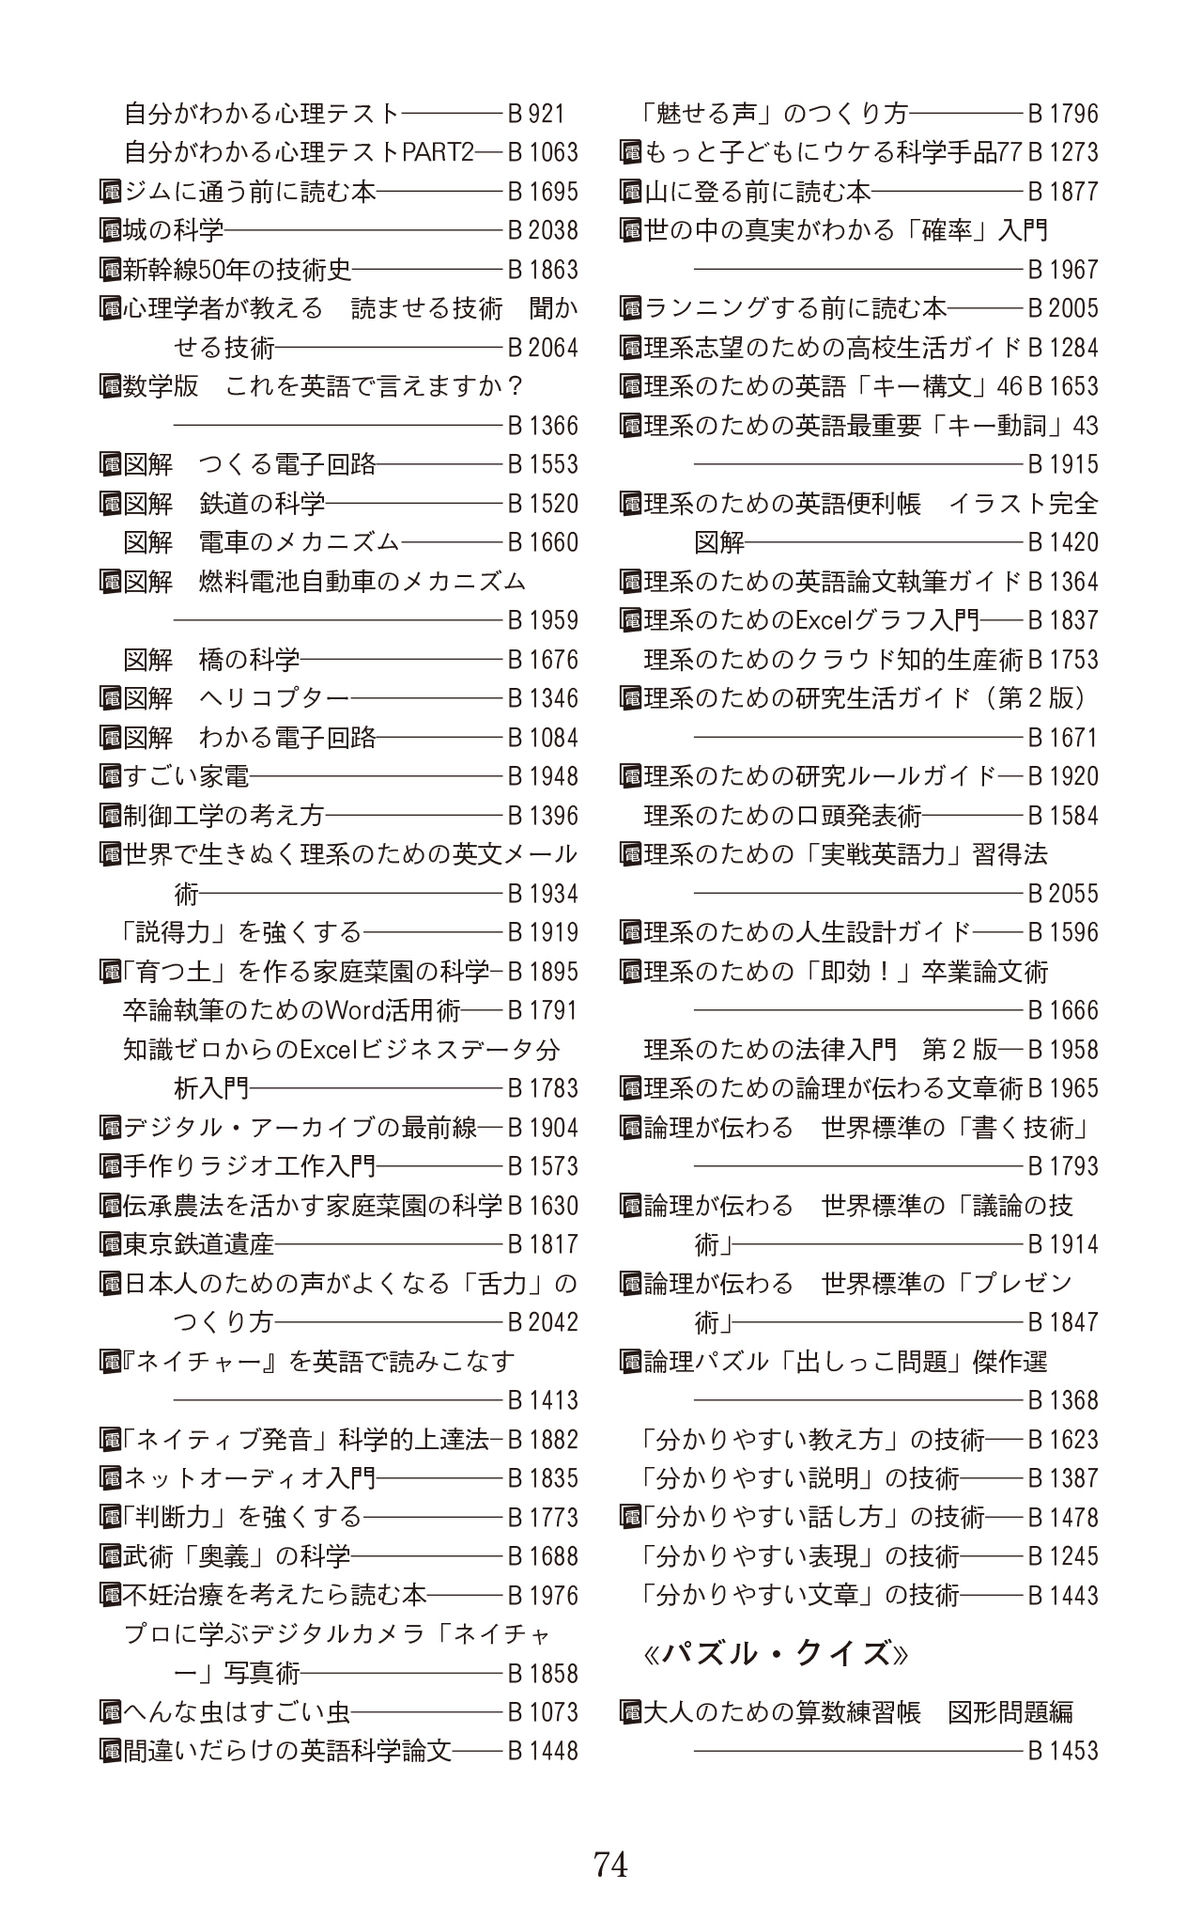 自分がわかる心理テスト――――B 921
自分がわかる心理テストPART2―B 1063
電ジムに通う前に読む本―――――B 1695
電城の科学―――――――――――B 2038
電新幹線50年の技術史――――――B 1863
電心理学者が教える　読ませる技術　聞か
せる技術―――――――――B 2064
電数学版　これを英語で言えますか？
―――――――――――――B 1366
電図解　つくる電子回路―――――B 1553
電図解　鉄道の科学―――――――B 1520
図解　電車のメカニズム――――B 1660
電図解　燃料電池自動車のメカニズム
―――――――――――――B 1959
図解　橋の科学――――――――B 1676
電図解　ヘリコプター――――――B 1346
電図解　わかる電子回路―――――B 1084
電すごい家電――――――――――B 1948
電制御工学の考え方―――――――B 1396
電世界で生きぬく理系のための英文メール
術――――――――――――B 1934
「説得力」を強くする―――――B 1919
電「育つ土」を作る家庭菜園の科学–B 1895
卒論執筆のためのWord活用術――B 1791
知識ゼロからのExcelビジネスデータ分
析入門――――――――――B 1783
電デジタル・アーカイブの最前線―B 1904
電手作りラジオ工作入門―――――B 1573
電伝承農法を活かす家庭菜園の科学B 1630
電東京鉄道遺産―――――――――B 1817
電日本人のための声がよくなる「舌力」の
つくり方―――――――――B 2042
電『ネイチャー』を英語で読みこなす
―――――――――――――B 1413
電「ネイティブ発音」科学的上達法–B 1882
電ネットオーディオ入門―――――B 1835
電「判断力」を強くする―――――B 1773
電武術「奥義」の科学――――――B 1688
電不妊治療を考えたら読む本―――B 1976
プロに学ぶデジタルカメラ「ネイチャ
ー」写真術――――――――B 1858
電へんな虫はすごい虫――――――B 1073
電間違いだらけの英語科学論文――B 1448
「魅せる声」のつくり方――――B 1796
電もっと子どもにウケる科学手品77 B 1273
電山に登る前に読む本――――――B 1877
電世の中の真実がわかる「確率」入門
―――――――――――――B 1967
電ランニングする前に読む本―――B 2005
電理系志望のための高校生活ガイドB 1284
電理系のための英語「キー構文」46 B 1653
電理系のための英語最重要「キー動詞」43
―――――――――――――B 1915
電理系のための英語便利帳　イラスト完全
図解―――――――――――B 1420
電理系のための英語論文執筆ガイドB 1364
電理系のためのExcelグラフ入門――B 1837
理系のためのクラウド知的生産術B 1753
電理系のための研究生活ガイド（第２版）
―――――――――――――B 1671
電理系のための研究ルールガイド―B 1920
理系のための口頭発表術――――B 1584
電理系のための「実戦英語力」習得法
―――――――――――――B 2055
電理系のための人生設計ガイド――B 1596
電理系のための「即効！」卒業論文術
―――――――――――――B 1666
理系のための法律入門　第２版―B 1958
電理系のための論理が伝わる文章術B 1965
電論理が伝わる　世界標準の「書く技術」
―――――――――――――B 1793
電論理が伝わる　世界標準の「議論の技
術」――――――――――――B 1914
電論理が伝わる　世界標準の「プレゼン
術」――――――――――――B 1847
電論理パズル「出しっこ問題」傑作選
―――――――――――――B 1368
「分かりやすい教え方」の技術――B 1623
「分かりやすい説明」の技術―――B 1387
電「分かりやすい話し方」の技術――B 1478
「分かりやすい表現」の技術―――B 1245
「分かりやすい文章」の技術―――B 1443
《パズル・クイズ》
電大人のための算数練習帳　図形問題編
―――――――――――――B 1453
74